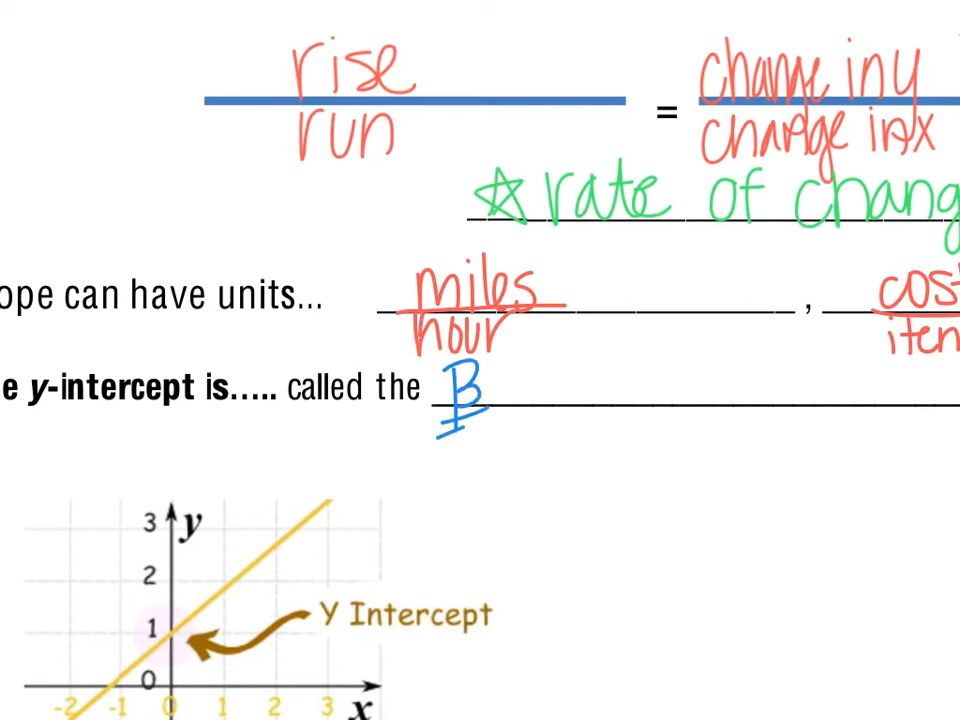 rise = change in y
run change in x
☆ rate of chang
ope can have units... miles , cost
hour item
e y-intercept is..... called the B
3 y
2
Y Intercept
1
0
-2 -1 0 1 2 3 x